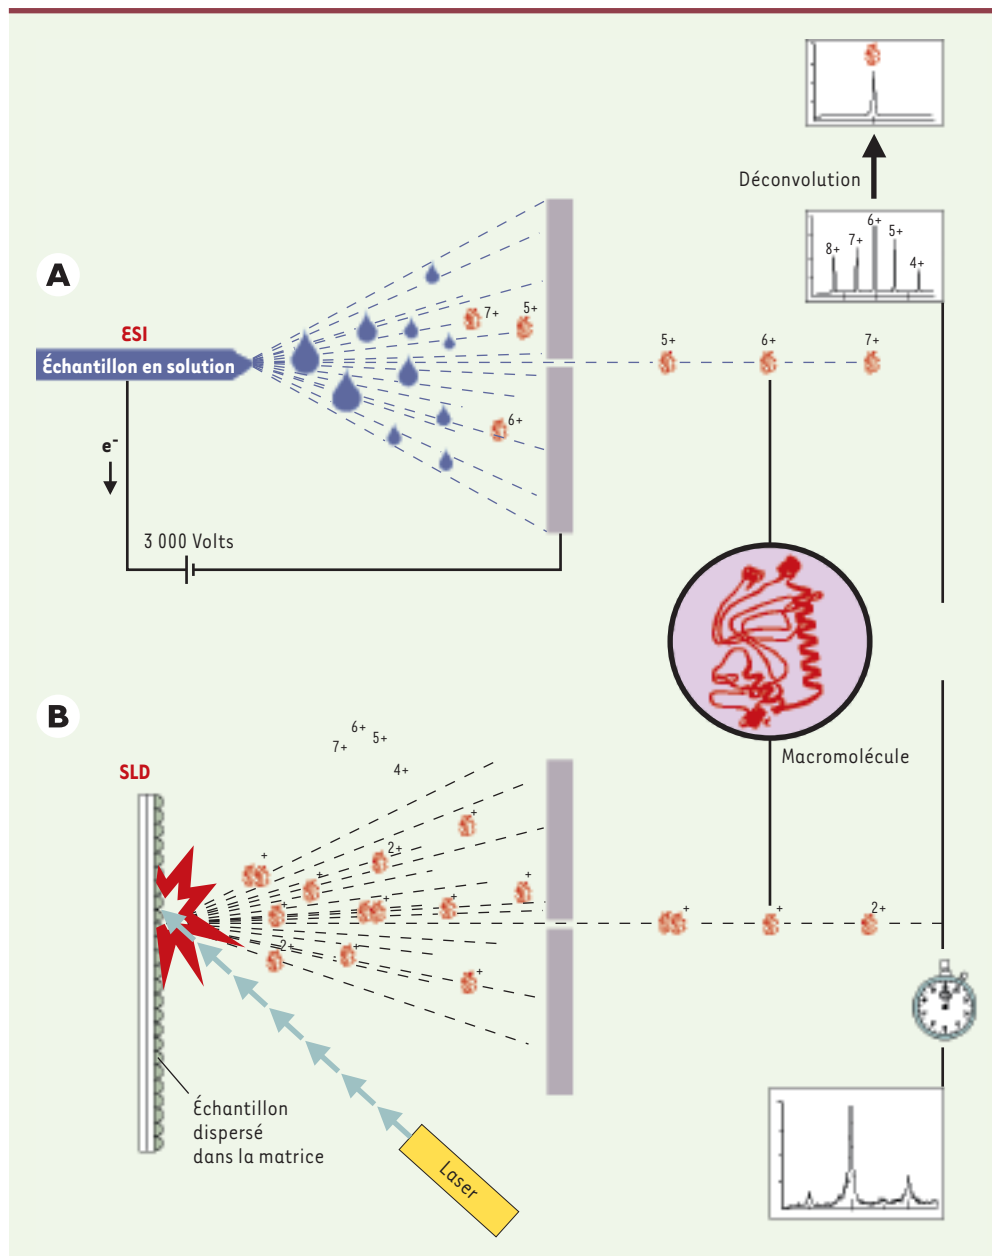 Déconvolution
6+
8+
7+
5+
4+
A
ESI
Échantillon en solution
7+
5+
6+
5+
6+
7+
e-
3 000 Volts
Macromolécule
B
SLD
7+
6+
5+
4+
+
+
2+
+
+
+
+
+
2+
+
+
+
+
2+
Échantillon
dispersé
dans la matrice
Laser